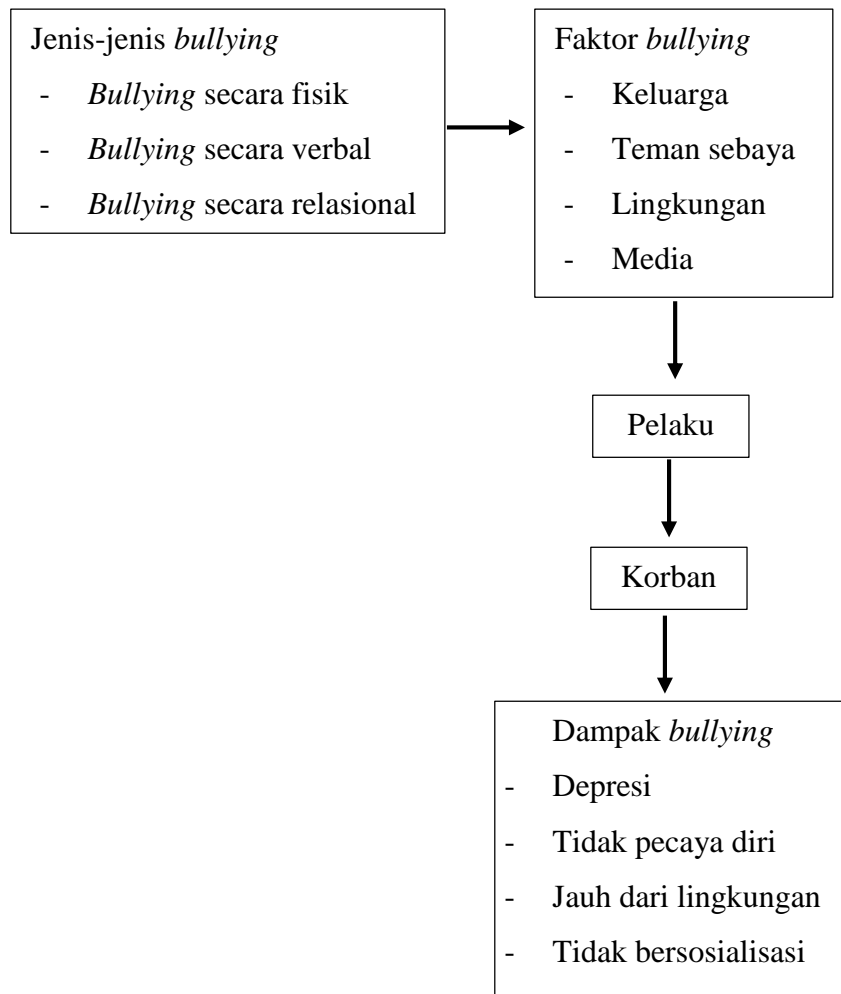 Jenis-jenis bullying
- Bullying secara fisik
- Bullying secara verbal
- Bullying secara relasional
Faktor bullying
- Keluarga
- Teman sebaya
- Lingkungan
- Media
Pelaku
Korban
Dampak bullying
- Depresi
- Tidak pecaya diri
- Jauh dari lingkungan
- Tidak bersosialisasi